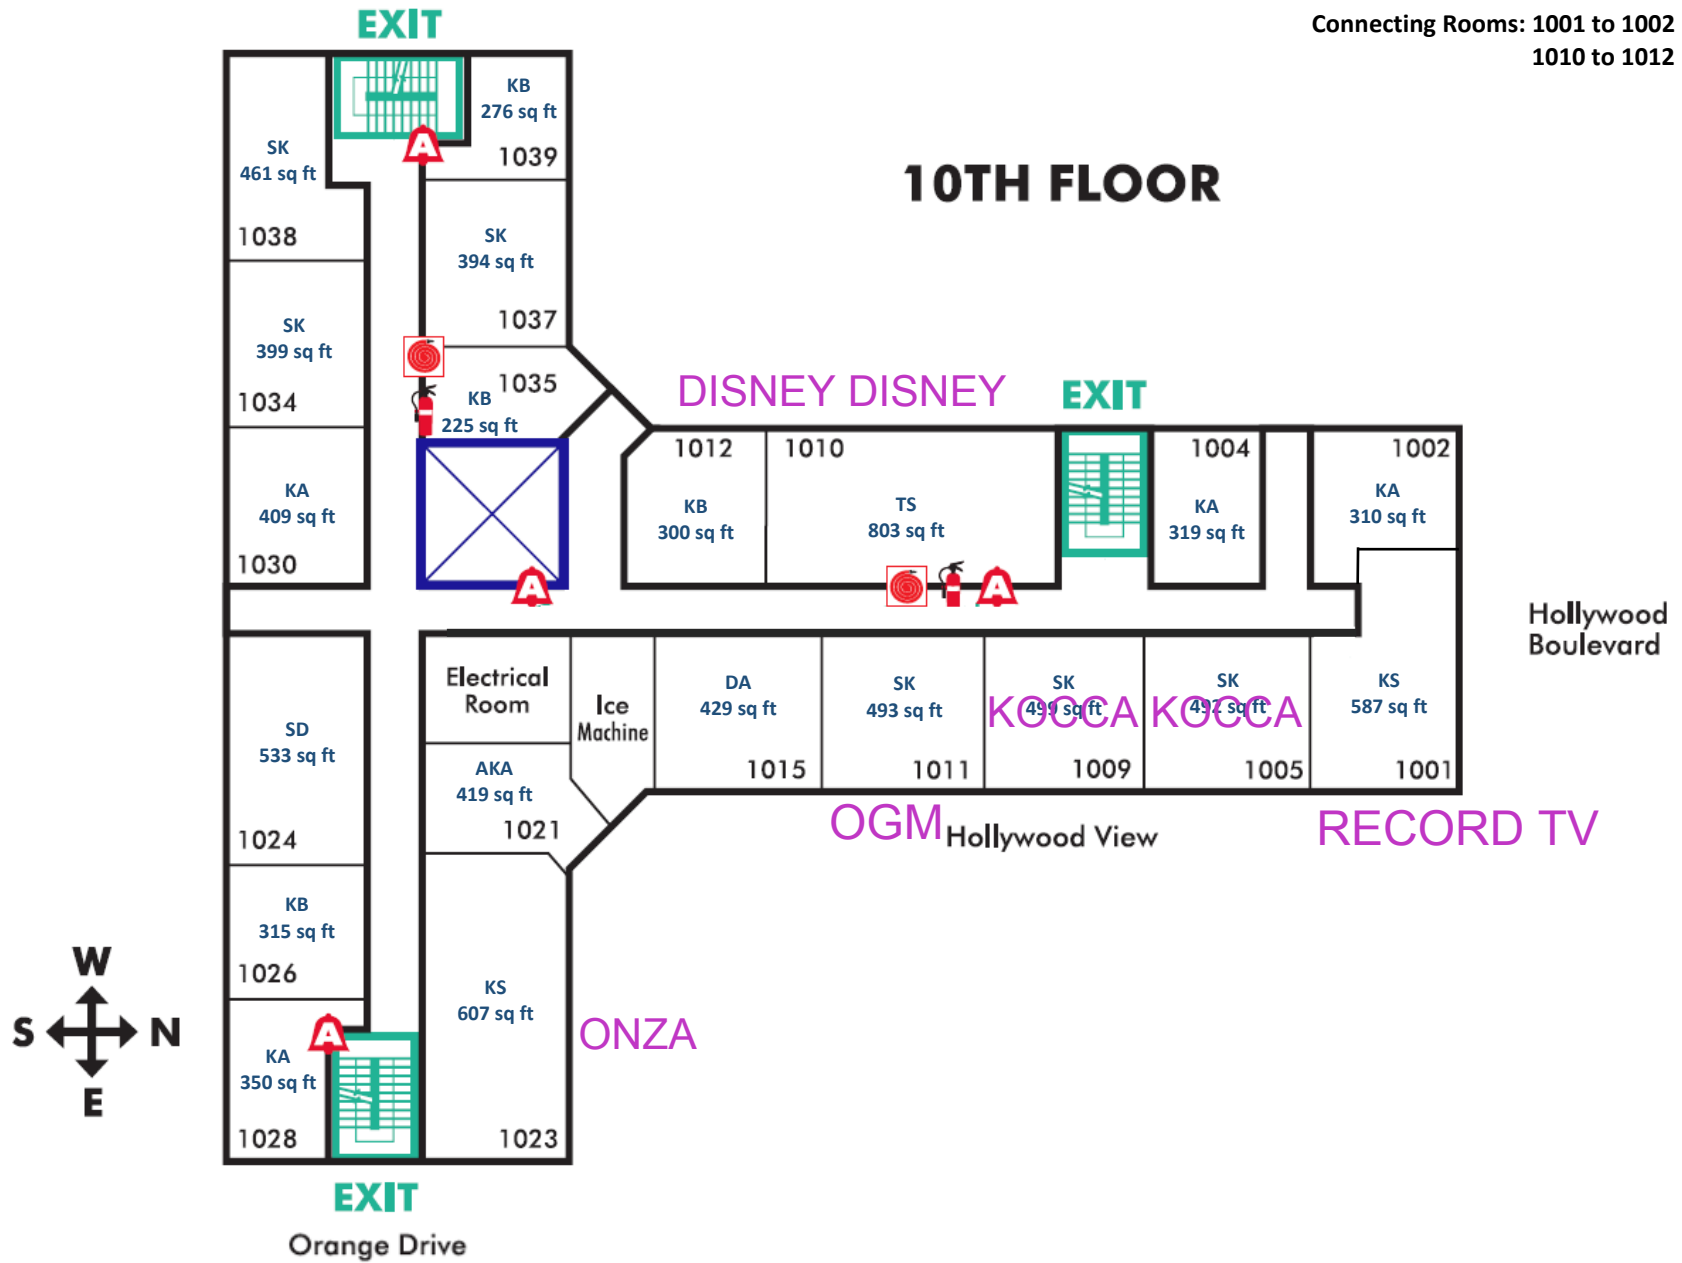 Connecting Rooms: 1001 to 1002
1010 to 1012
EXIT
10TH FLOOR
SK
461 sq ft
1038
KB
276 sq ft
1039
A
SK
394 sq ft
1037
SK
399 sq ft
1034
1035
KB
225 sq ft
KA
409 sq ft
1030
A
DISNEY DISNEY
EXIT
1012
KB
300 sq ft
1010
TS
803 sq ft
A
1004
KA
319 sq ft
1002
KA
310 sq ft
Hollywood
Boulevard
SD
533 sq ft
1024
Electrical
Room
Ice
Machine
AKA
419 sq ft
1021
DA
429 sq ft
1015
SK
493 sq ft
1011
SK
499 sq ft
KOCCA
1009
SK
492 sq ft
KOCCA
1005
KS
587 sq ft
1001
OGM
Hollywood View
RECORD TV
KB
315 sq ft
1026
KS
607 sq ft
1023
ONZA
A
KA
350 sq ft
1028
W
S
N
E
EXIT
Orange Drive